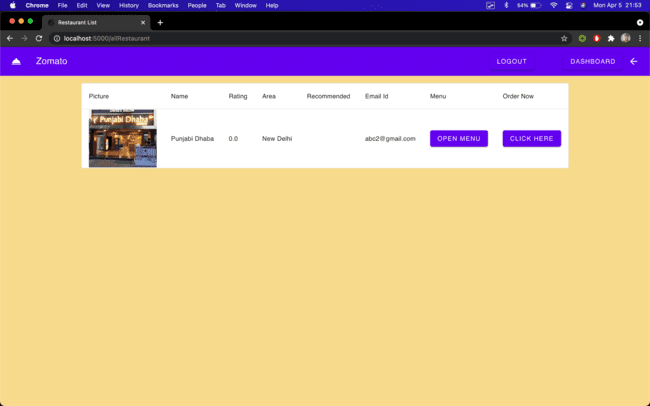 Chrome File Edit View History Bookmarks People Tab Window Help 64% Mon Apr 5 21:53
Restaurant List
localhost:5000/allRestaurant
Zomato LOGOUT DASHBOARD
Picture Name Rating Area Recommended Email Id Menu Order Now
Punjabi Dhaba
Punjabi Dhaba 0.0 New Delhi abc2@gmail.com OPEN MENU CLICK HERE